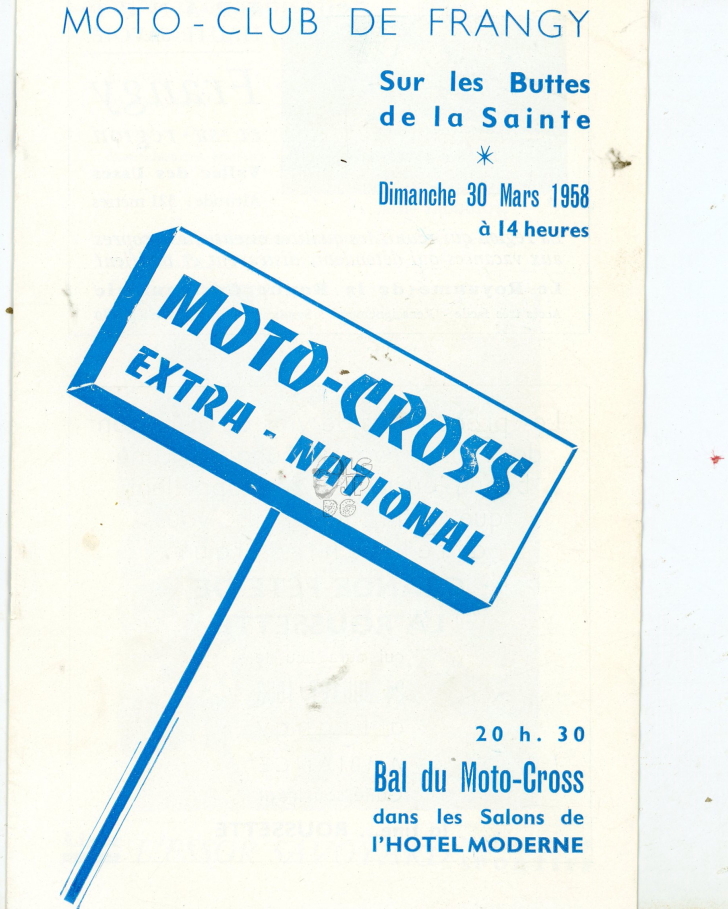 MOTO-CLUB DE FRANGY
Sur les Buttes
de la Sainte
Dimanche 30 Mars 1958
à 14 heures
MOTO-CROSS
EXTRA-NATIONAL
20 h. 30
Bal du Moto-Cross
dans les Salons de
l'HOTEL MODERNE